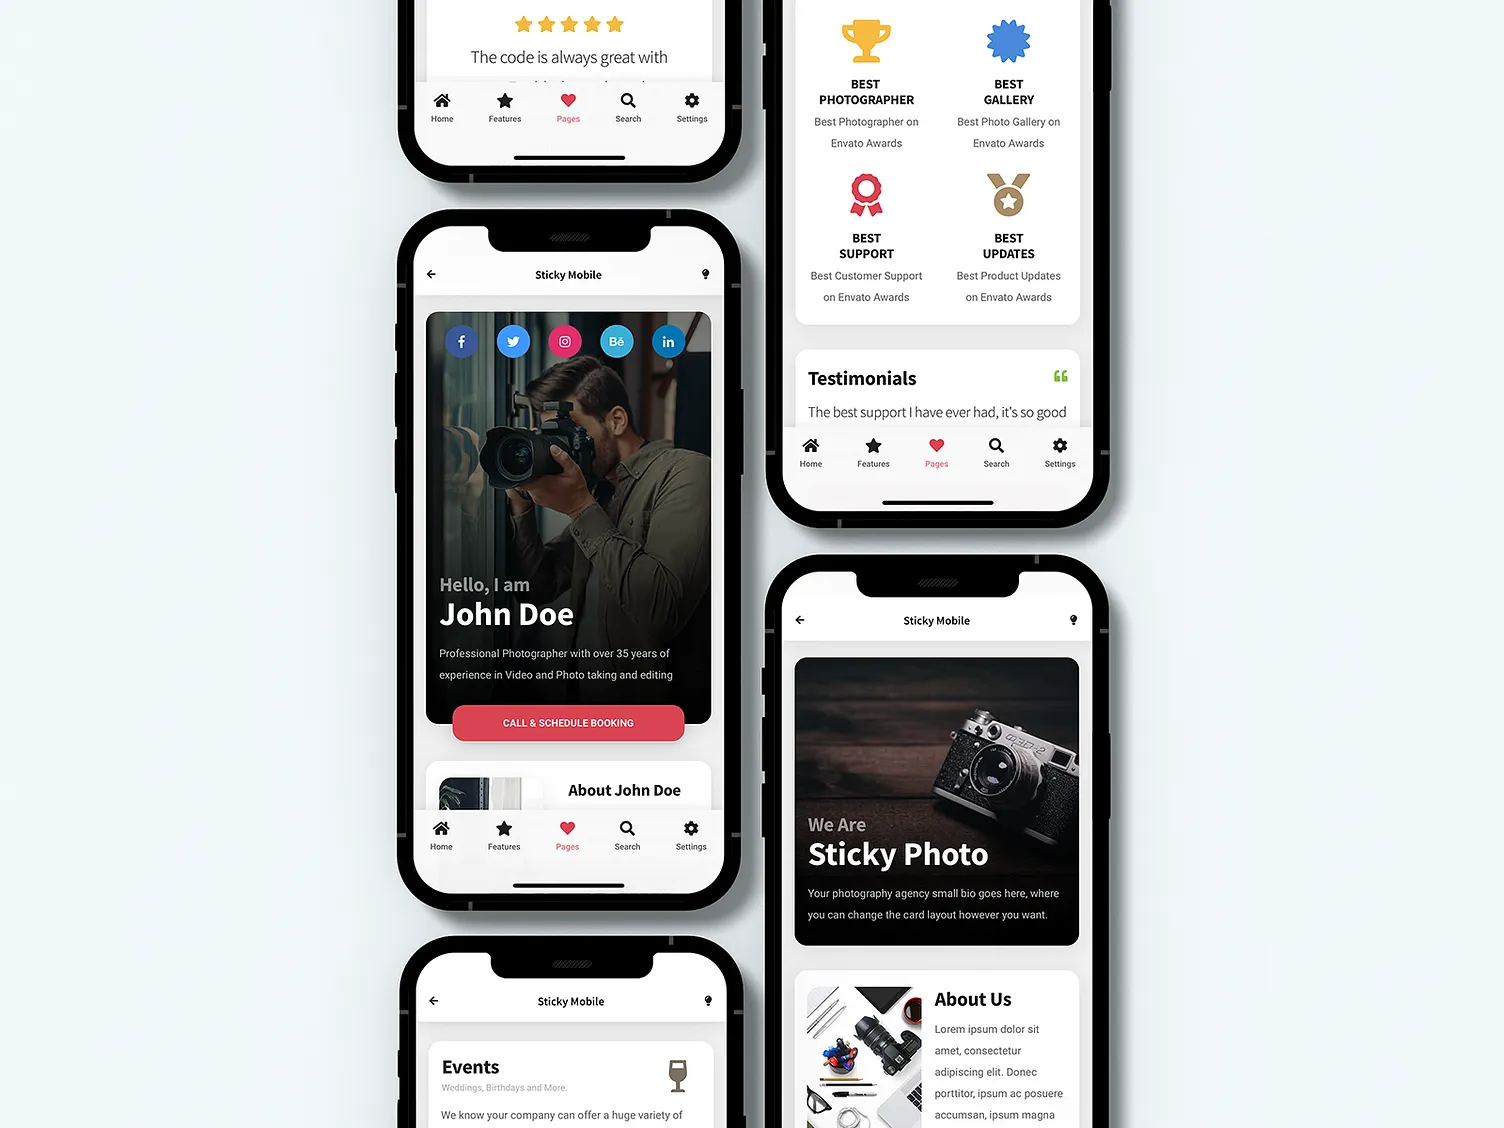 The code is always great with
Home Features Pages Search Settings
Sticky Mobile
Bē in
Hello, I am
John Doe
Professional Photographer with over 35 years of
experience in Video and Photo taking and editing
CALL & SCHEDULE BOOKING
About John Doe
Home Features Pages Search Settings
Sticky Mobile
Events
Weddings, Birthdays and More.
We know your company can offer a huge variety of
BEST
PHOTOGRAPHER
Best Photographer on
Envato Awards
BEST
GALLERY
Best Photo Gallery on
Envato Awards
BEST
SUPPORT
Best Customer Support
on Envato Awards
BEST
UPDATES
Best Product Updates
on Envato Awards
Testimonials
The best support I have ever had, it's so good
Home Features Pages Search Settings
Sticky Mobile
We Are
Sticky Photo
Your photography agency small bio goes here, where
you can change the card layout however you want.
About Us
Lorem ipsum dolor sit
amet, consectetur
adipiscing elit. Donec
porttitor, ipsum ac posuere
accumsan, ipsum magna